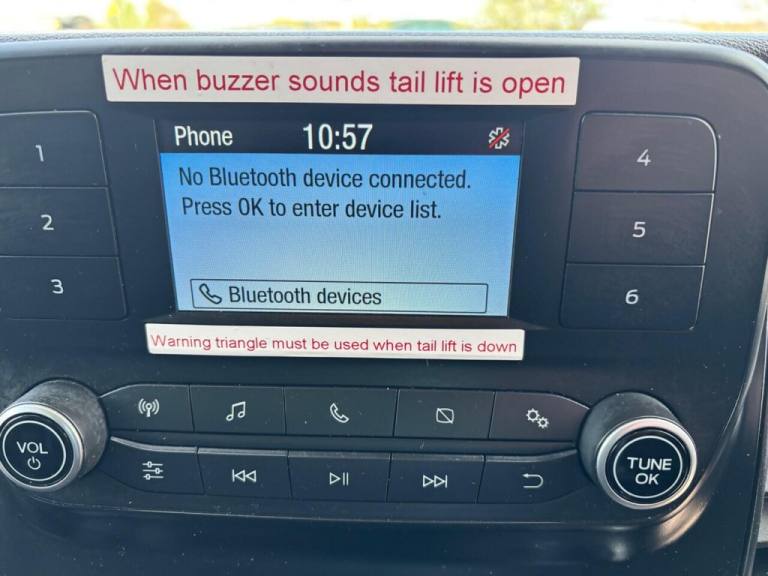 When buzzer sounds tail lift is open
Phone 10:57
No Bluetooth device connected.
Press OK to enter device list.
Bluetooth devices
Warning triangle must be used when tail lift is down
1
2
3
4
5
6
VOL
TUNE
OK